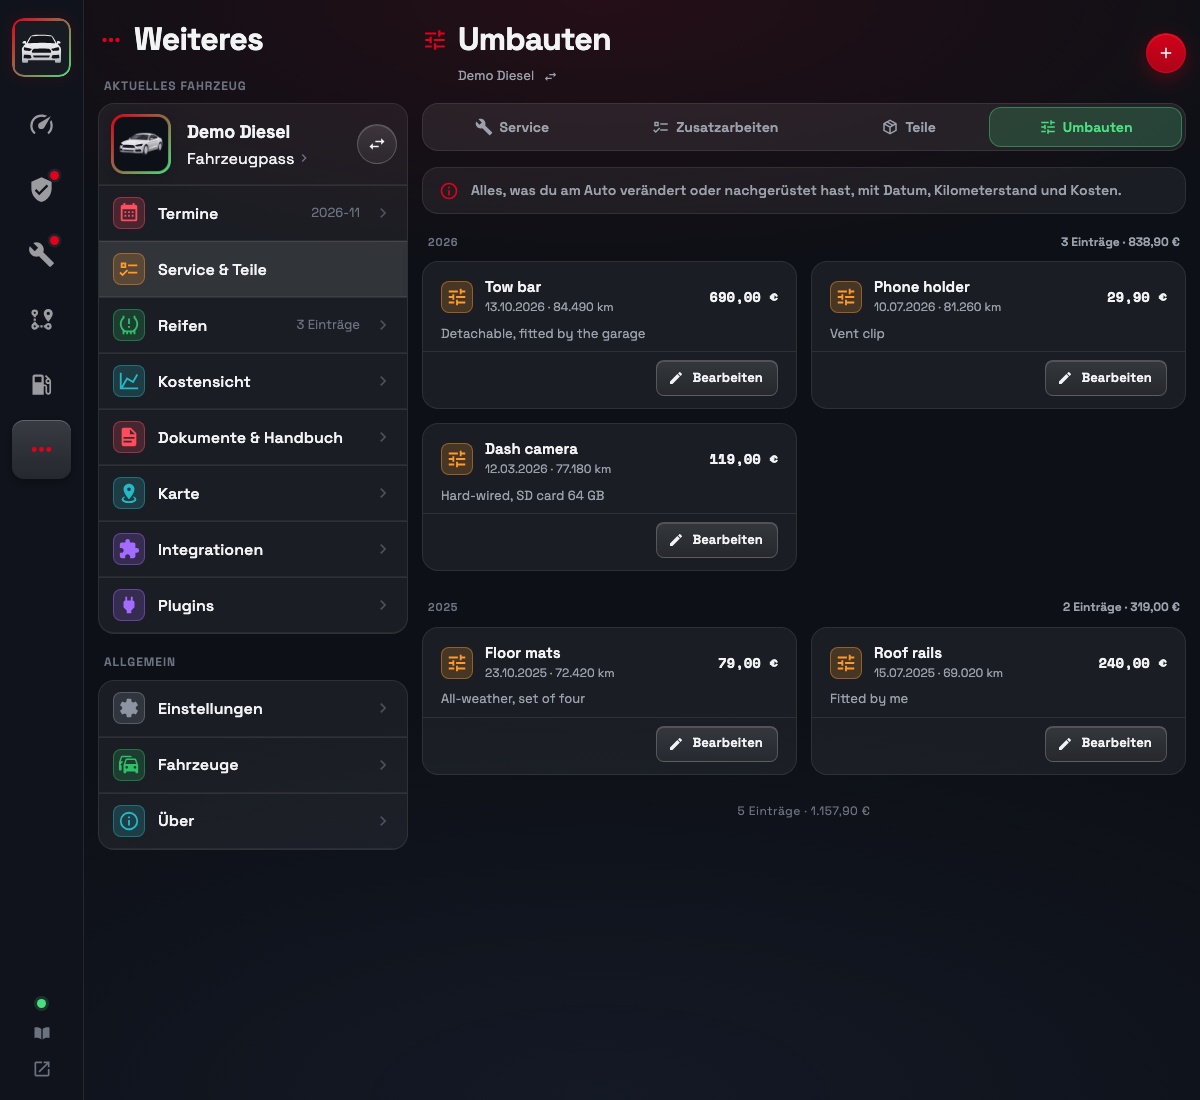 Weiteres
AKTUELLES FAHRZEUG
Demo Diesel
Fahrzeugpass
Termine 2026-11
Service & Teile
Reifen 3 Einträge
Kostensicht
Dokumente & Handbuch
Karte
Integrationen
Plugins
ALLGEMEIN
Einstellungen
Fahrzeuge
Über
Umbauten
Demo Diesel
Service Zusatzarbeiten Teile Umbauten
Alles, was du am Auto verändert oder nachgerüstet hast, mit Datum, Kilometerstand und Kosten.
2026 3 Einträge · 838,90 €
Tow bar
13.10.2026 · 84.490 km
690,00 €
Detachable, fitted by the garage
Bearbeiten
Phone holder
10.07.2026 · 81.260 km
29,90 €
Vent clip
Bearbeiten
Dash camera
12.03.2026 · 77.180 km
119,00 €
Hard-wired, SD card 64 GB
Bearbeiten
2025 2 Einträge · 319,00 €
Floor mats
23.10.2025 · 72.420 km
79,00 €
All-weather, set of four
Bearbeiten
Roof rails
15.07.2025 · 69.020 km
240,00 €
Fitted by me
Bearbeiten
5 Einträge · 1.157,90 €